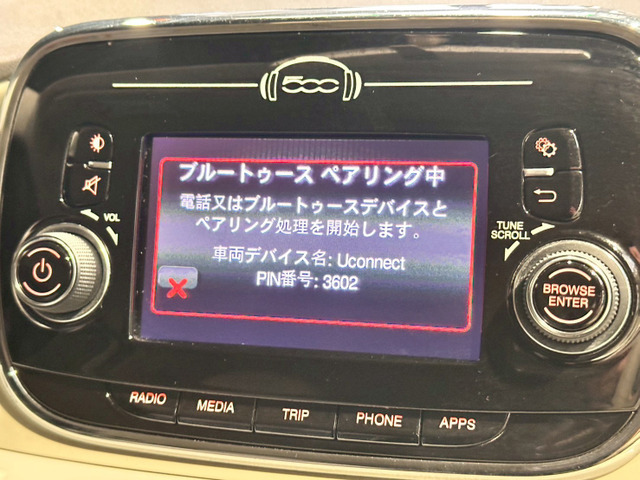 500
ブルートゥース ペアリング中
電話又はブルートゥースデバイスと
ペアリング処理を開始します。
車両デバイス名: Uconnect
PIN番号: 3602
VOL
TUNE
SCROLL
BROWSE
ENTER
RADIO
MEDIA
TRIP
PHONE
APPS